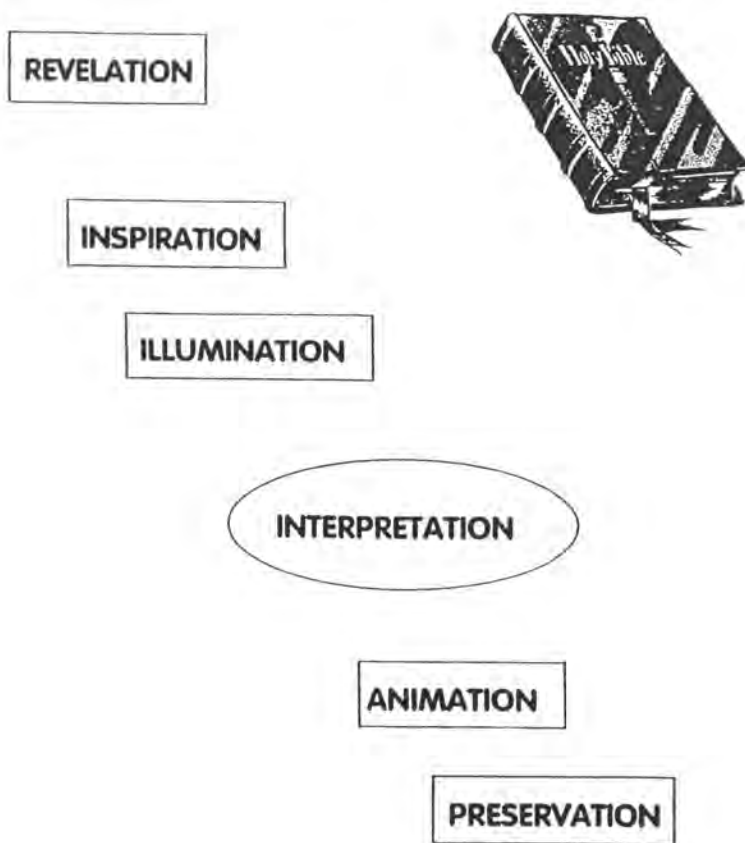 REVELATION
Holy Bible
INSPIRATION
ILLUMINATION
INTERPRETATION
ANIMATION
PRESERVATION